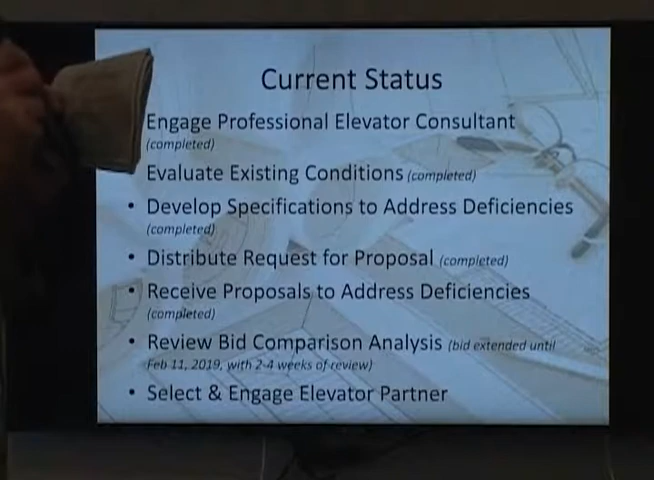 Current Status
Engage Professional Elevator Consultant
(completed)
Evaluate Existing Conditions (completed)
• Develop Specifications to Address Deficiencies
(completed)
• Distribute Request for Proposal (completed)
• Receive Proposals to Address Deficiencies
(completed)
• Review Bid Comparison Analysis (bid extended until
Feb 11, 2019, with 2-4 weeks of review)
• Select & Engage Elevator Partner